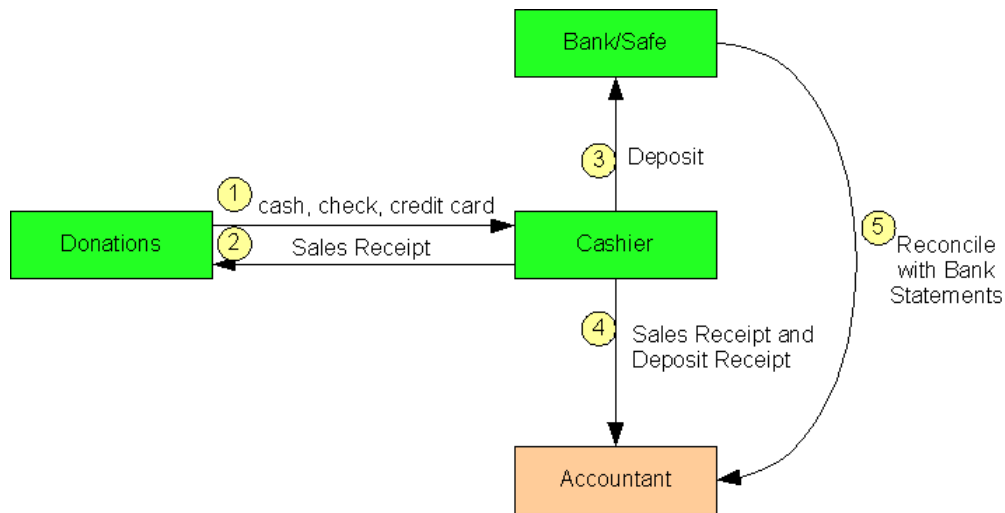 Bank/Safe
3
Deposit
1
cash, check, credit card
2
Sales Receipt
Donations
Cashier
5
Reconcile
with Bank
Statements
4
Sales Receipt and
Deposit Receipt
Accountant